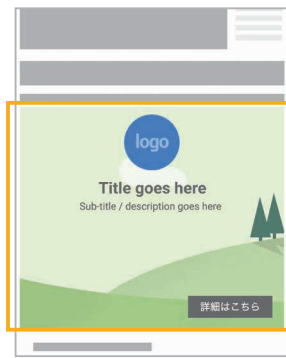 logo
Title goes here
Sub-title / description goes here
詳細はこちら